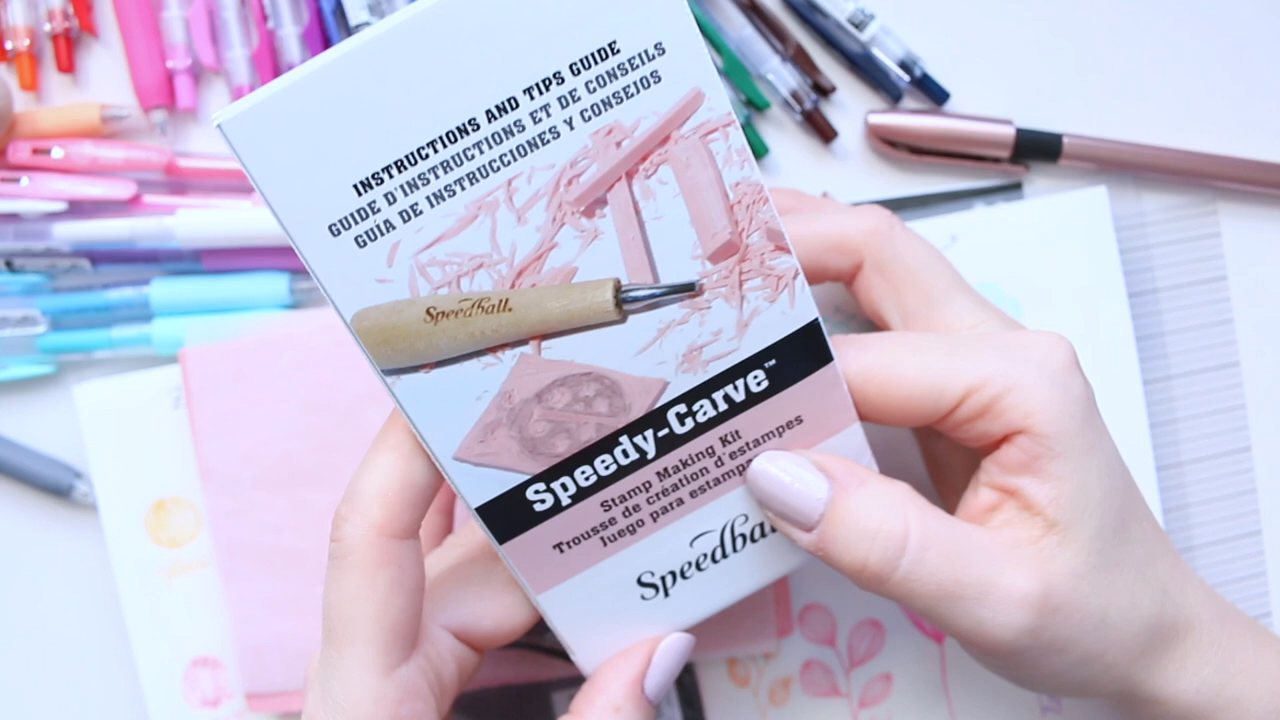 INSTRUCTIONS AND TIPS GUIDE
GUIDE D'INSTRUCTIONS ET DE CONSEILS
GUÍA DE INSTRUCCIONES Y CONSEJOS
Speedball.
Speedy-Carve™
Stamp Making Kit
Trousse de création d'estampes
Juego para
Speedball